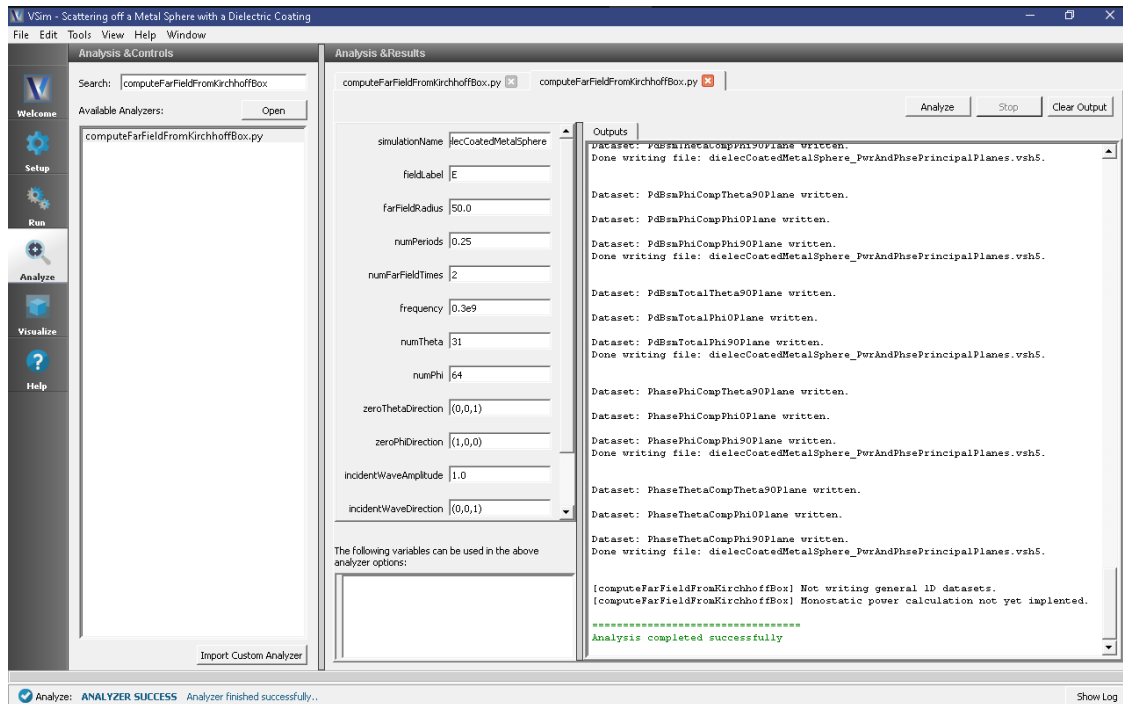 VSim - Scattering off a Metal Sphere with a Dielectric Coating
File Edit Tools View Help Window
Analysis &Controls
Analysis &Results
Welcome
Setup
Run
Analyze
Visualize
Help
Search: computeFarFieldFromKirchhoffBox
Available Analyzers:
Open
computeFarFieldFromKirchhoffBox.py
Import Custom Analyzer
computeFarFieldFromKirchhoffBox.py
computeFarFieldFromKirchhoffBox.py
Analyze
Stop
Clear Output
simulationName lecCoatedMetalSphere
fieldLabel E
farFieldRadius 50.0
numPeriods 0.25
numFarFieldTimes 2
frequency 0.3e9
numTheta 31
numPhi 64
zeroThetaDirection (0,0,1)
zeroPhiDirection (1,0,0)
incidentWaveAmplitude 1.0
incidentWaveDirection (0,0,1)
The following variables can be used in the above
analyzer options:
Outputs
Dataset: PdBsmThetaCompPhi90Plane written.
Done writing file: dielecCoatedMetalSphere_PwrAndPhsePrincipalPlanes.vsh5.
Dataset: PdBsmPhiCompTheta90Plane written.
Dataset: PdBsmPhiCompPhi0Plane written.
Dataset: PdBsmPhiCompPhi90Plane written.
Done writing file: dielecCoatedMetalSphere_PwrAndPhsePrincipalPlanes.vsh5.
Dataset: PdBsmTotalTheta90Plane written.
Dataset: PdBsmTotalPhi0Plane written.
Dataset: PdBsmTotalPhi90Plane written.
Done writing file: dielecCoatedMetalSphere_PwrAndPhsePrincipalPlanes.vsh5.
Dataset: PhasePhiCompTheta90Plane written.
Dataset: PhasePhiCompPhi0Plane written.
Dataset: PhasePhiCompPhi90Plane written.
Done writing file: dielecCoatedMetalSphere_PwrAndPhsePrincipalPlanes.vsh5.
Dataset: PhaseThetaCompTheta90Plane written.
Dataset: PhaseThetaCompPhi0Plane written.
Dataset: PhaseThetaCompPhi90Plane written.
Done writing file: dielecCoatedMetalSphere_PwrAndPhsePrincipalPlanes.vsh5.
[computeFarFieldFromKirchhoffBox] Not writing general 1D datasets.
[computeFarFieldFromKirchhoffBox] Monostatic power calculation not yet implented.
==================================
Analysis completed successfully
Analyze: ANALYZER SUCCESS Analyzer finished successfully..
Show Log